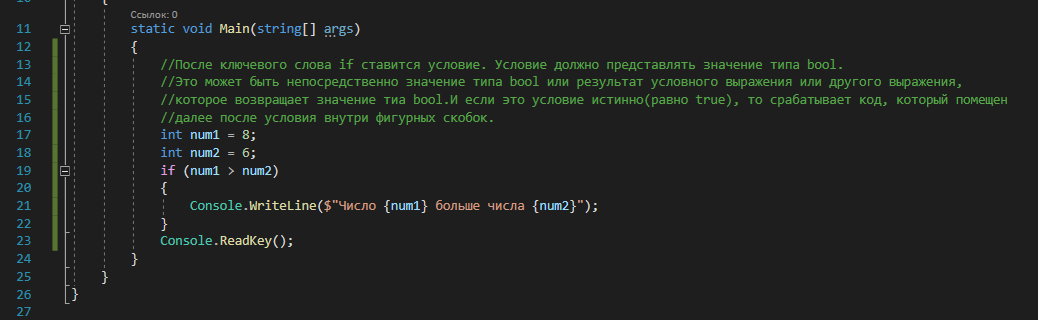 10 {
Ссылок: 0
11 static void Main(string[] args)
12 {
13 //После ключевого слова if ставится условие. Условие должно представлять значение типа bool.
14 //Это может быть непосредственно значение типа bool или результат условного выражения или другого выражения,
15 //которое возвращает значение тиа bool.И если это условие истинно(равно true), то срабатывает код, который помещен
16 //далее после условия внутри фигурных скобок.
17 int num1 = 8;
18 int num2 = 6;
19 if (num1 > num2)
20 {
21 Console.WriteLine($"Число {num1} больше числа {num2}");
22 }
23 Console.ReadKey();
24 }
25 }
26 }
27